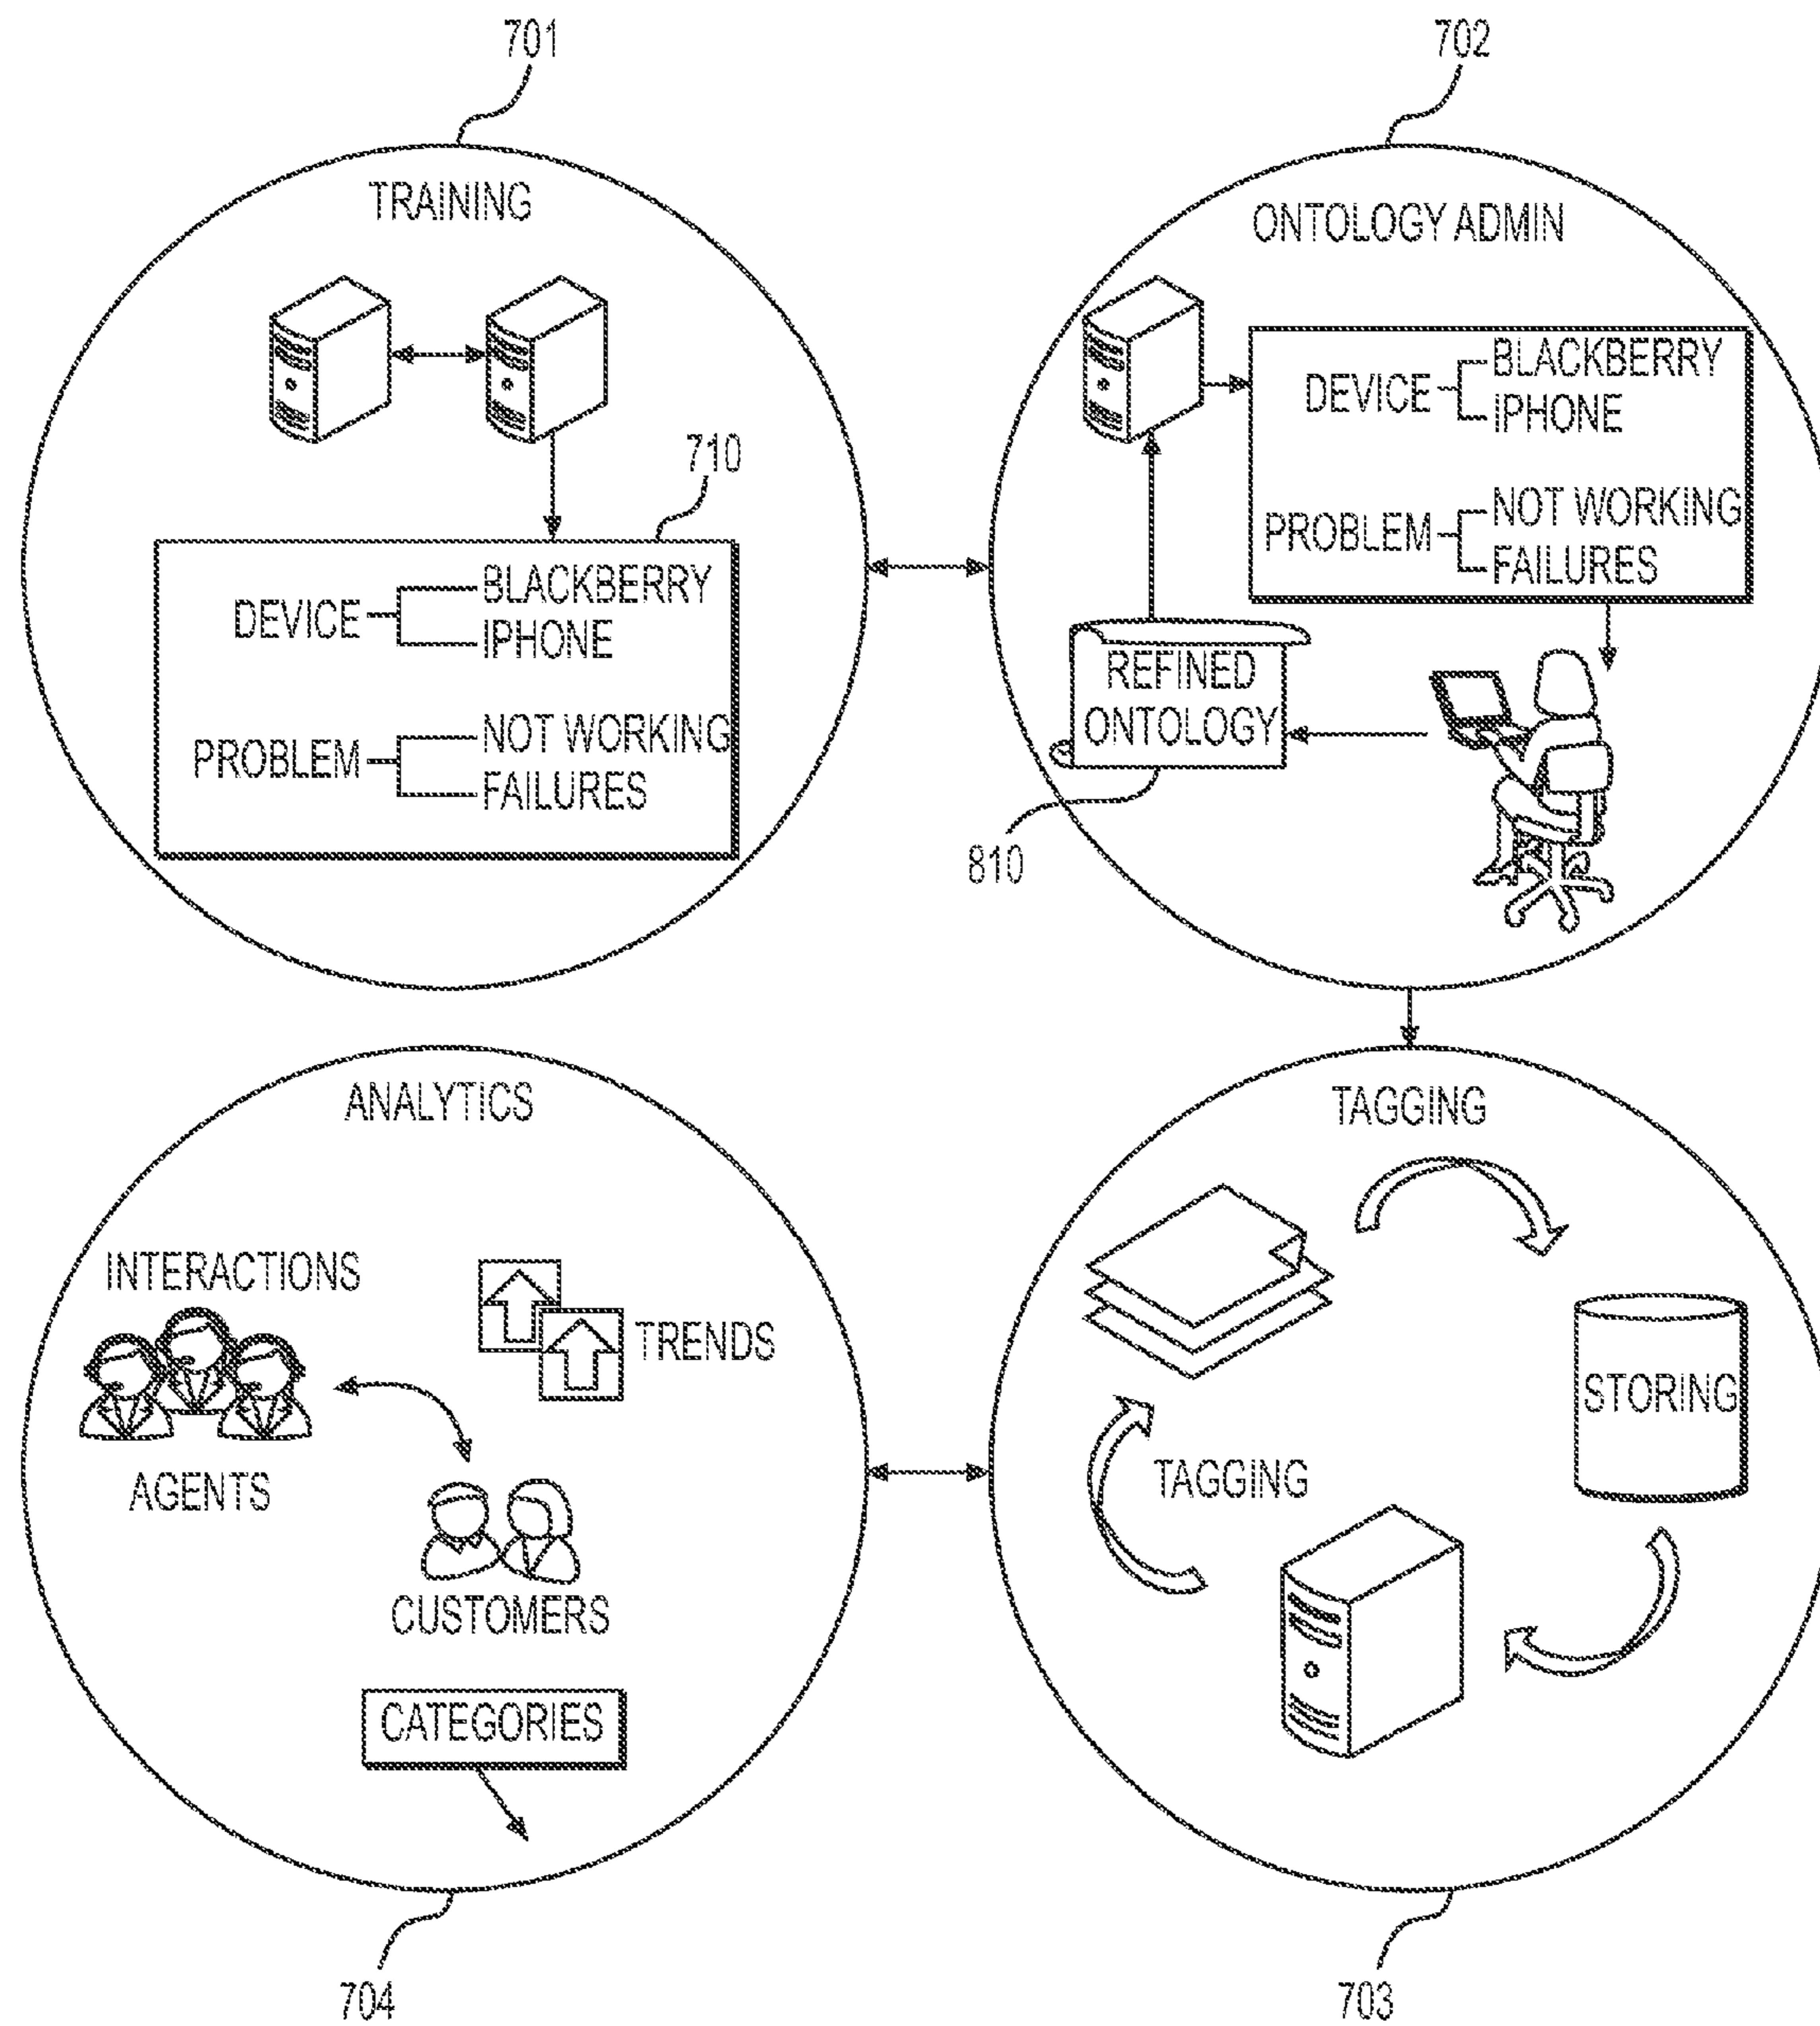 701
702
TRAINING
ONTOLOGY ADMIN
710
DEVICE
BLACKBERRY
IPHONE
PROBLEM
NOT WORKING
FAILURES
DEVICE
BLACKBERRY
IPHONE
PROBLEM
NOT WORKING
FAILURES
REFINED
ONTOLOGY
810
ANALYTICS
INTERACTIONS
AGENTS
TRENDS
CUSTOMERS
CATEGORIES
TAGGING
STORING
TAGGING
704
703